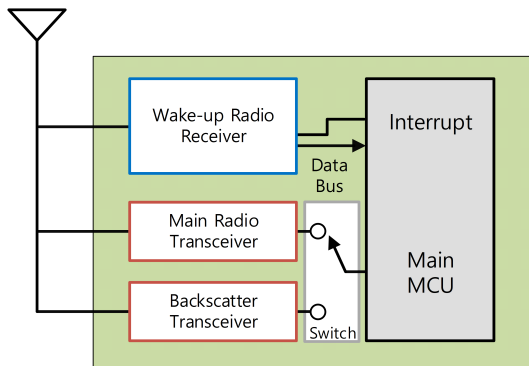 Wake-up Radio
Receiver
Interrupt
Data
Bus
Main Radio
Transceiver
Main
MCU
Backscatter
Transceiver
Switch